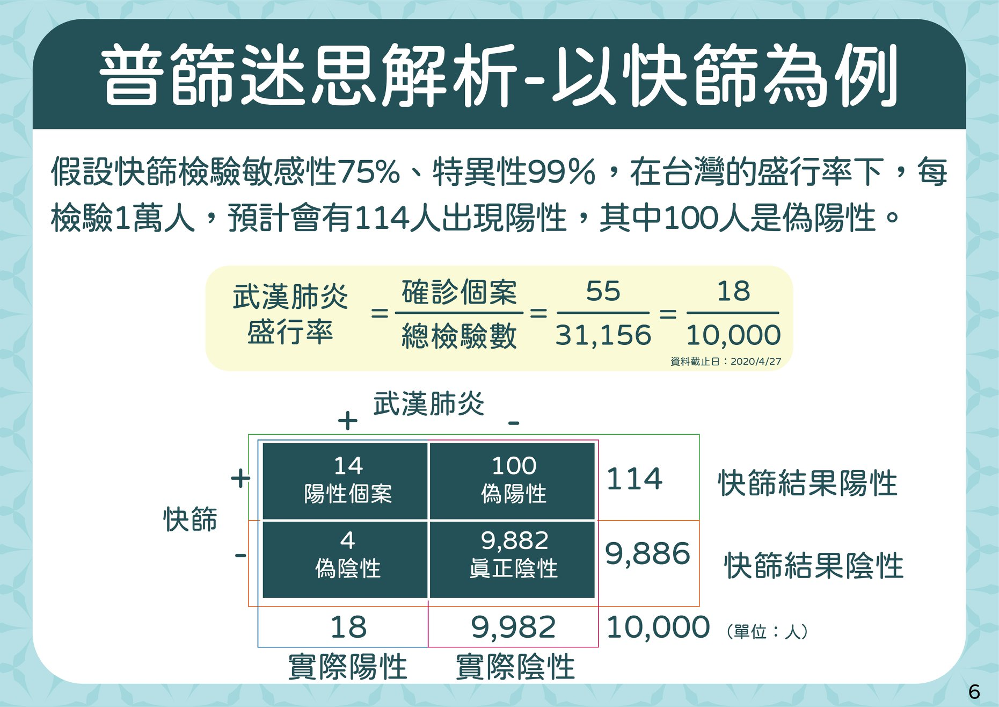 普篩迷思解析-以快篩為例
假設快篩檢驗敏感性75%、特異性99%，在台灣的盛行率下，每
檢驗1萬人，預計會有114人出現陽性，其中100人是偽陽性。
武漢肺炎
盛行率
=
確診個案
總檢驗數
=
55
31,156
=
18
10,000
資料截止日：2020/4/27
武漢肺炎
+
-
快篩
+
14
陽性個案
100
偽陽性
114
快篩結果陽性
-
4
偽陰性
9,882
真正陰性
9,886
快篩結果陰性
18
9,982
10,000
（單位：人）
實際陽性
實際陰性
6